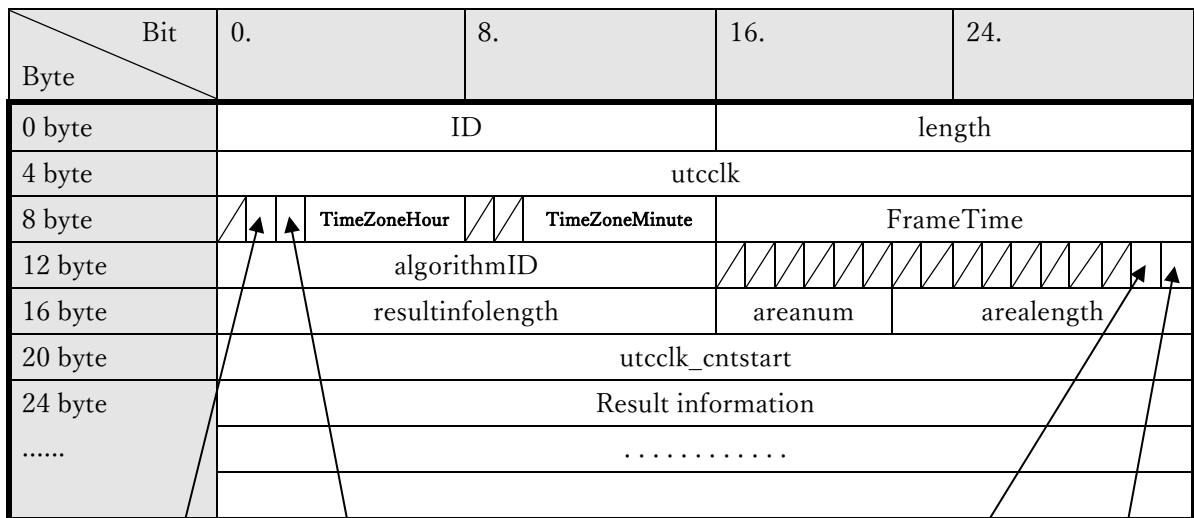 Bit 0. 8. 16. 24.
Byte
0 byte ID length
4 byte utcclk
8 byte TimeZoneHour TimeZoneMinute FrameTime
12 byte algorithmID
16 byte resultinfolength areanum arealength
20 byte utcclk_cntstart
24 byte Result information
...... . . . . . . . . . . . .